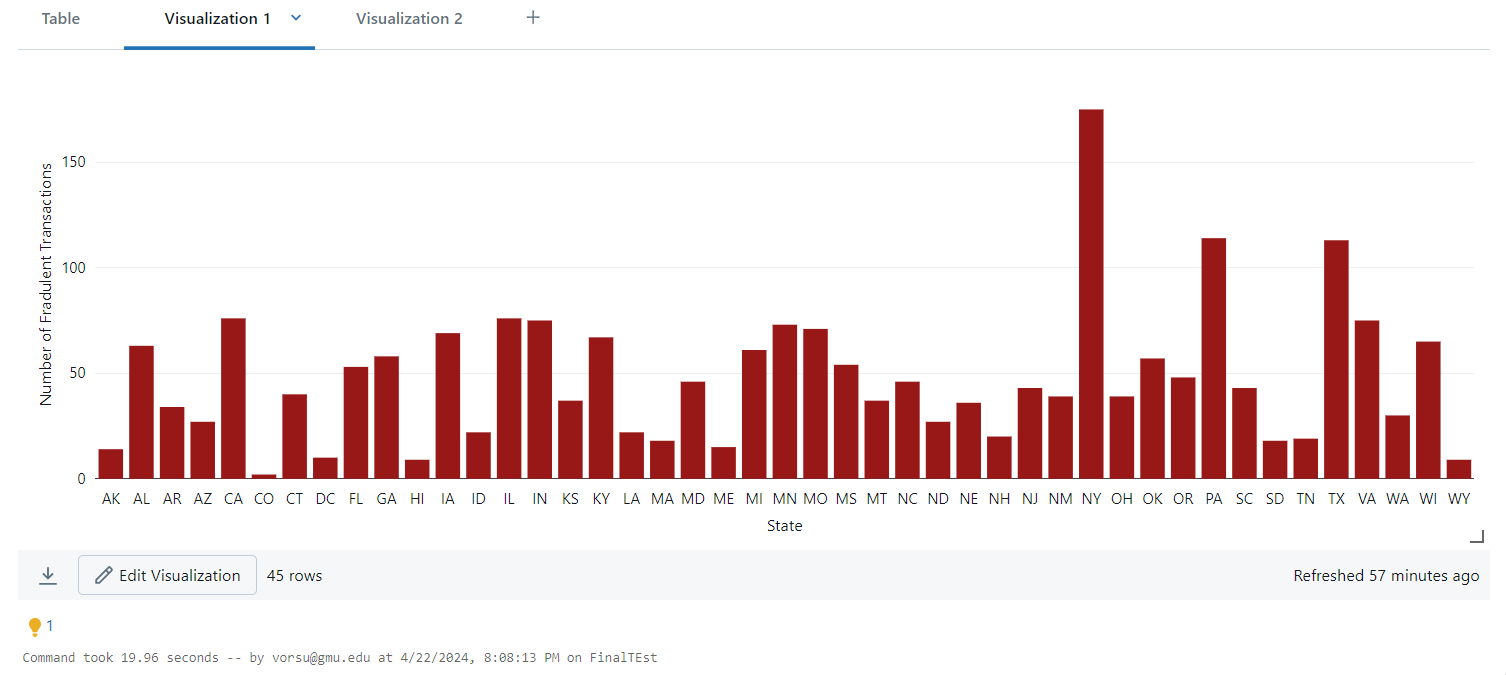 Table Visualization 1 Visualization 2 +
Number of Fradulent Transactions
150
100
50
0
AK AL AR AZ CA CO CT DC FL GA HI IA ID IL IN KS KY LA MA MD ME MI MN MO MS MT NC ND NE NH NJ NM NY OH OK OR PA SC SD TN TX VA WA WI WY
State
Edit Visualization 45 rows Refreshed 57 minutes ago
1
Command took 19.96 seconds -- by vorsu@gmu.edu at 4/22/2024, 8:08:13 PM on FinalTEst